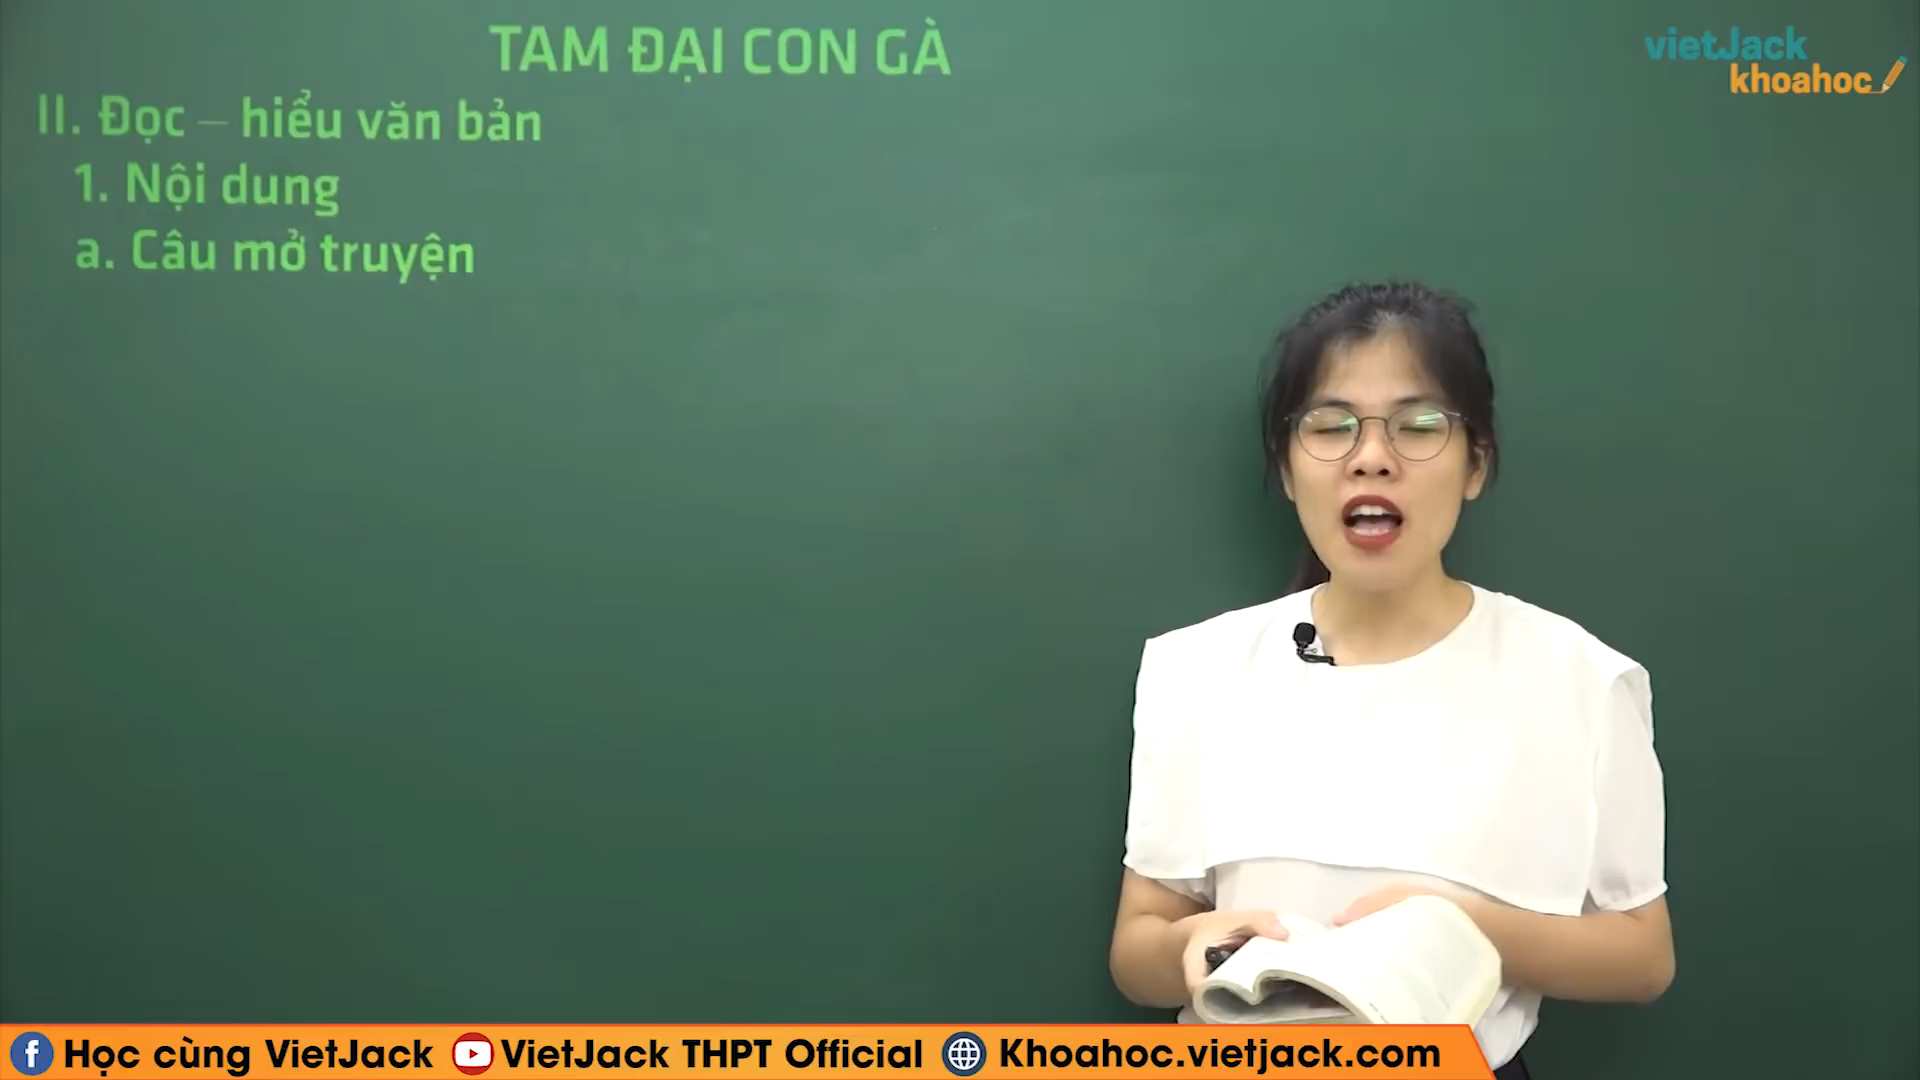 TAM ĐẠI CON GÀ
vietJack
khoahoc
II. Đọc – hiểu văn bản
1. Nội dung
a. Câu mở truyện
Học cùng VietJack VietJack THPT Official Khoahoc.vietjack.com